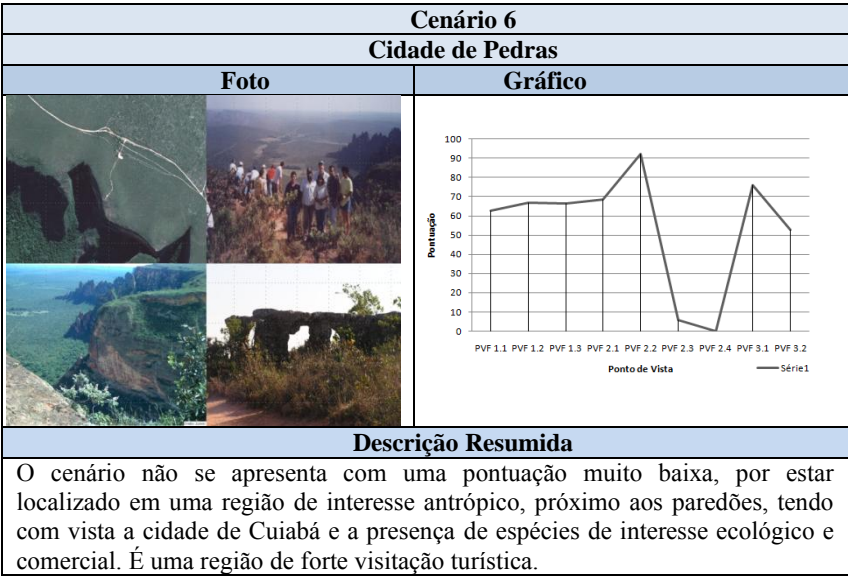 Cenário 6
Cidade de Pedras
Foto
Gráfico
100
90
80
70
60
50
40
30
20
10
0
Pontuação
PVF 1.1 PVF 1.2 PVF 1.3 PVF 2.1 PVF 2.2 PVF 2.3 PVF 2.4 PVF 3.1 PVF 3.2
Ponto de Vista
Série1
Descrição Resumida
O cenário não se apresenta com uma pontuação muito baixa, por estar
localizado em uma região de interesse antrópico, próximo aos paredões, tendo
com vista a cidade de Cuiabá e a presença de espécies de interesse ecológico e
comercial. É uma região de forte visitação turística.